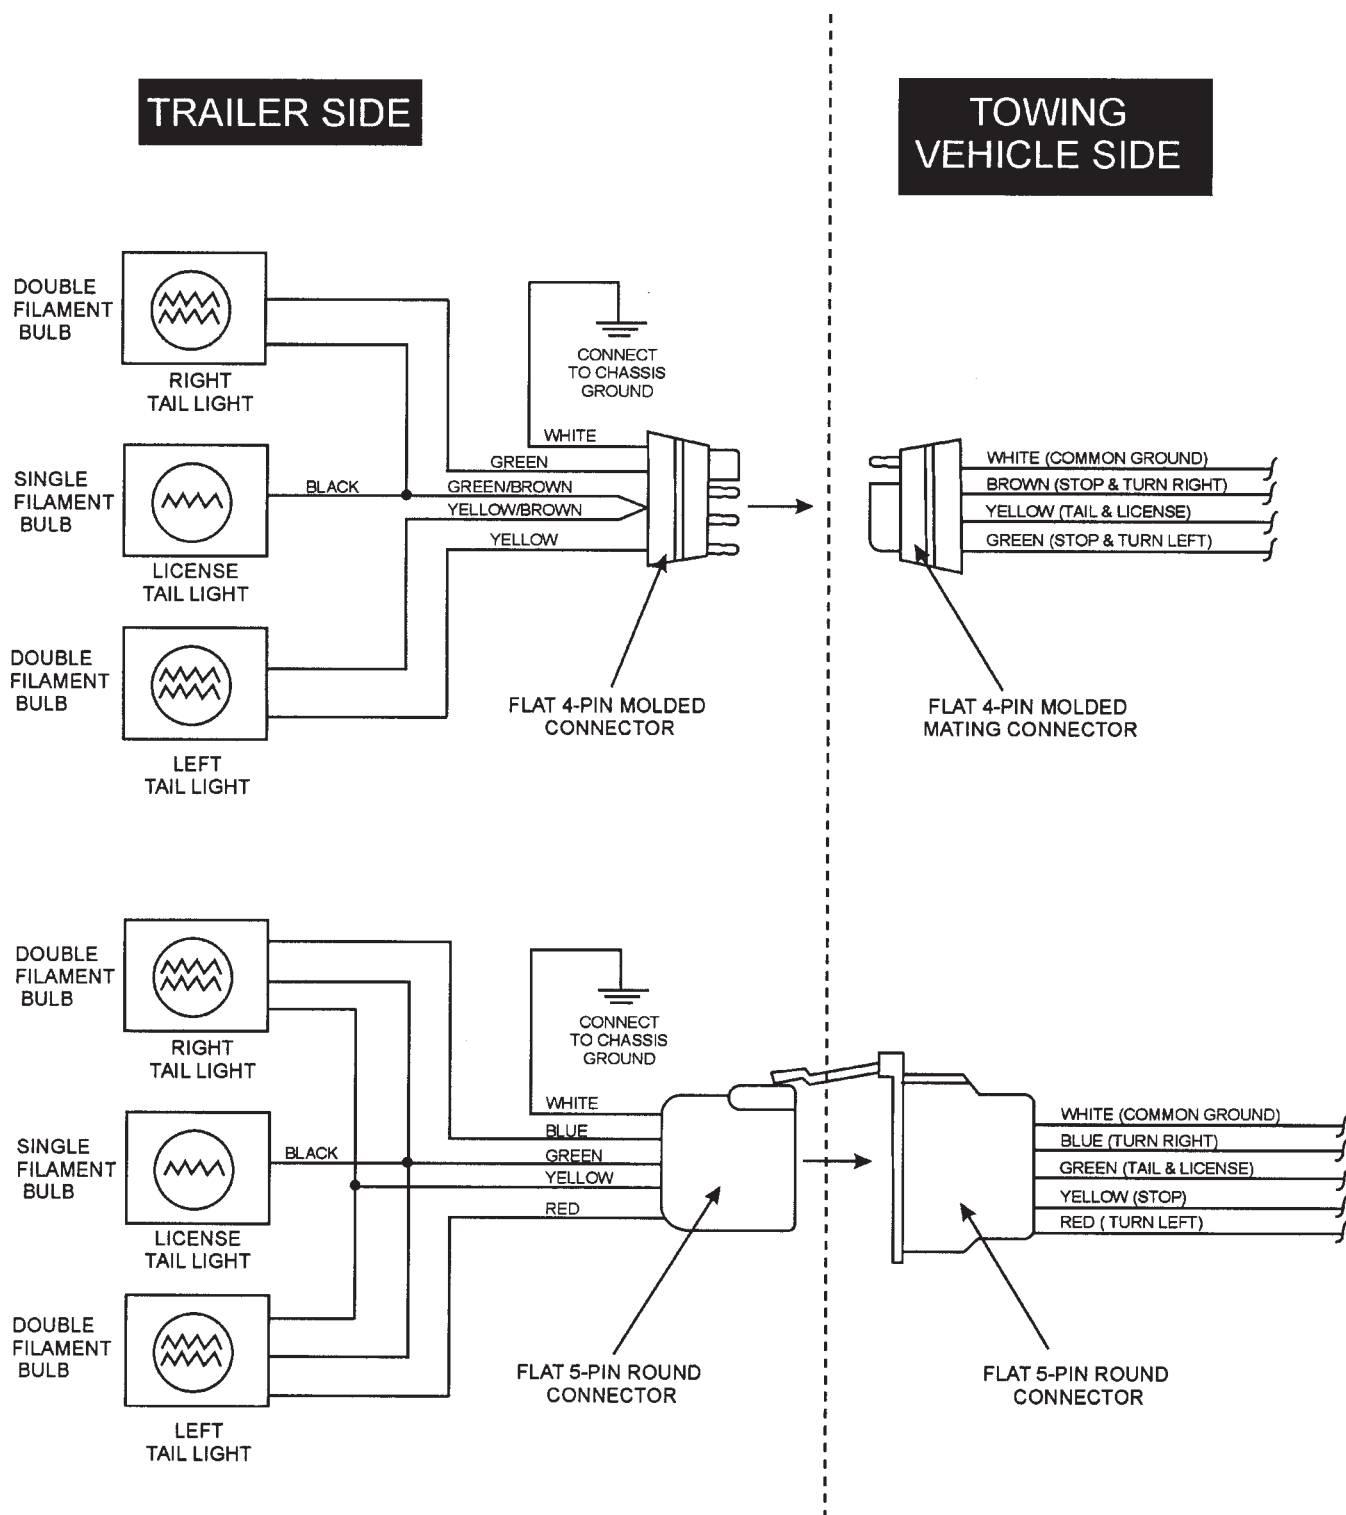 TRAILER SIDE
TOWING
VEHICLE SIDE
DOUBLE
FILAMENT
BULB
RIGHT
TAIL LIGHT
CONNECT
TO CHASSIS
GROUND
WHITE
GREEN
GREEN/BROWN
YELLOW/BROWN
YELLOW
SINGLE
FILAMENT
BULB
BLACK
LICENSE
TAIL LIGHT
WHITE (COMMON GROUND)
BROWN (STOP & TURN RIGHT)
YELLOW (TAIL & LICENSE)
GREEN (STOP & TURN LEFT)
DOUBLE
FILAMENT
BULB
LEFT
TAIL LIGHT
FLAT 4-PIN MOLDED
CONNECTOR
FLAT 4-PIN MOLDED
MATING CONNECTOR
DOUBLE
FILAMENT
BULB
RIGHT
TAIL LIGHT
CONNECT
TO CHASSIS
GROUND
WHITE
BLUE
GREEN
YELLOW
RED
SINGLE
FILAMENT
BULB
BLACK
LICENSE
TAIL LIGHT
WHITE (COMMON GROUND)
BLUE (TURN RIGHT)
GREEN (TAIL & LICENSE)
YELLOW (STOP)
RED ( TURN LEFT)
DOUBLE
FILAMENT
BULB
LEFT
TAIL LIGHT
FLAT 5-PIN ROUND
CONNECTOR
FLAT 5-PIN ROUND
CONNECTOR